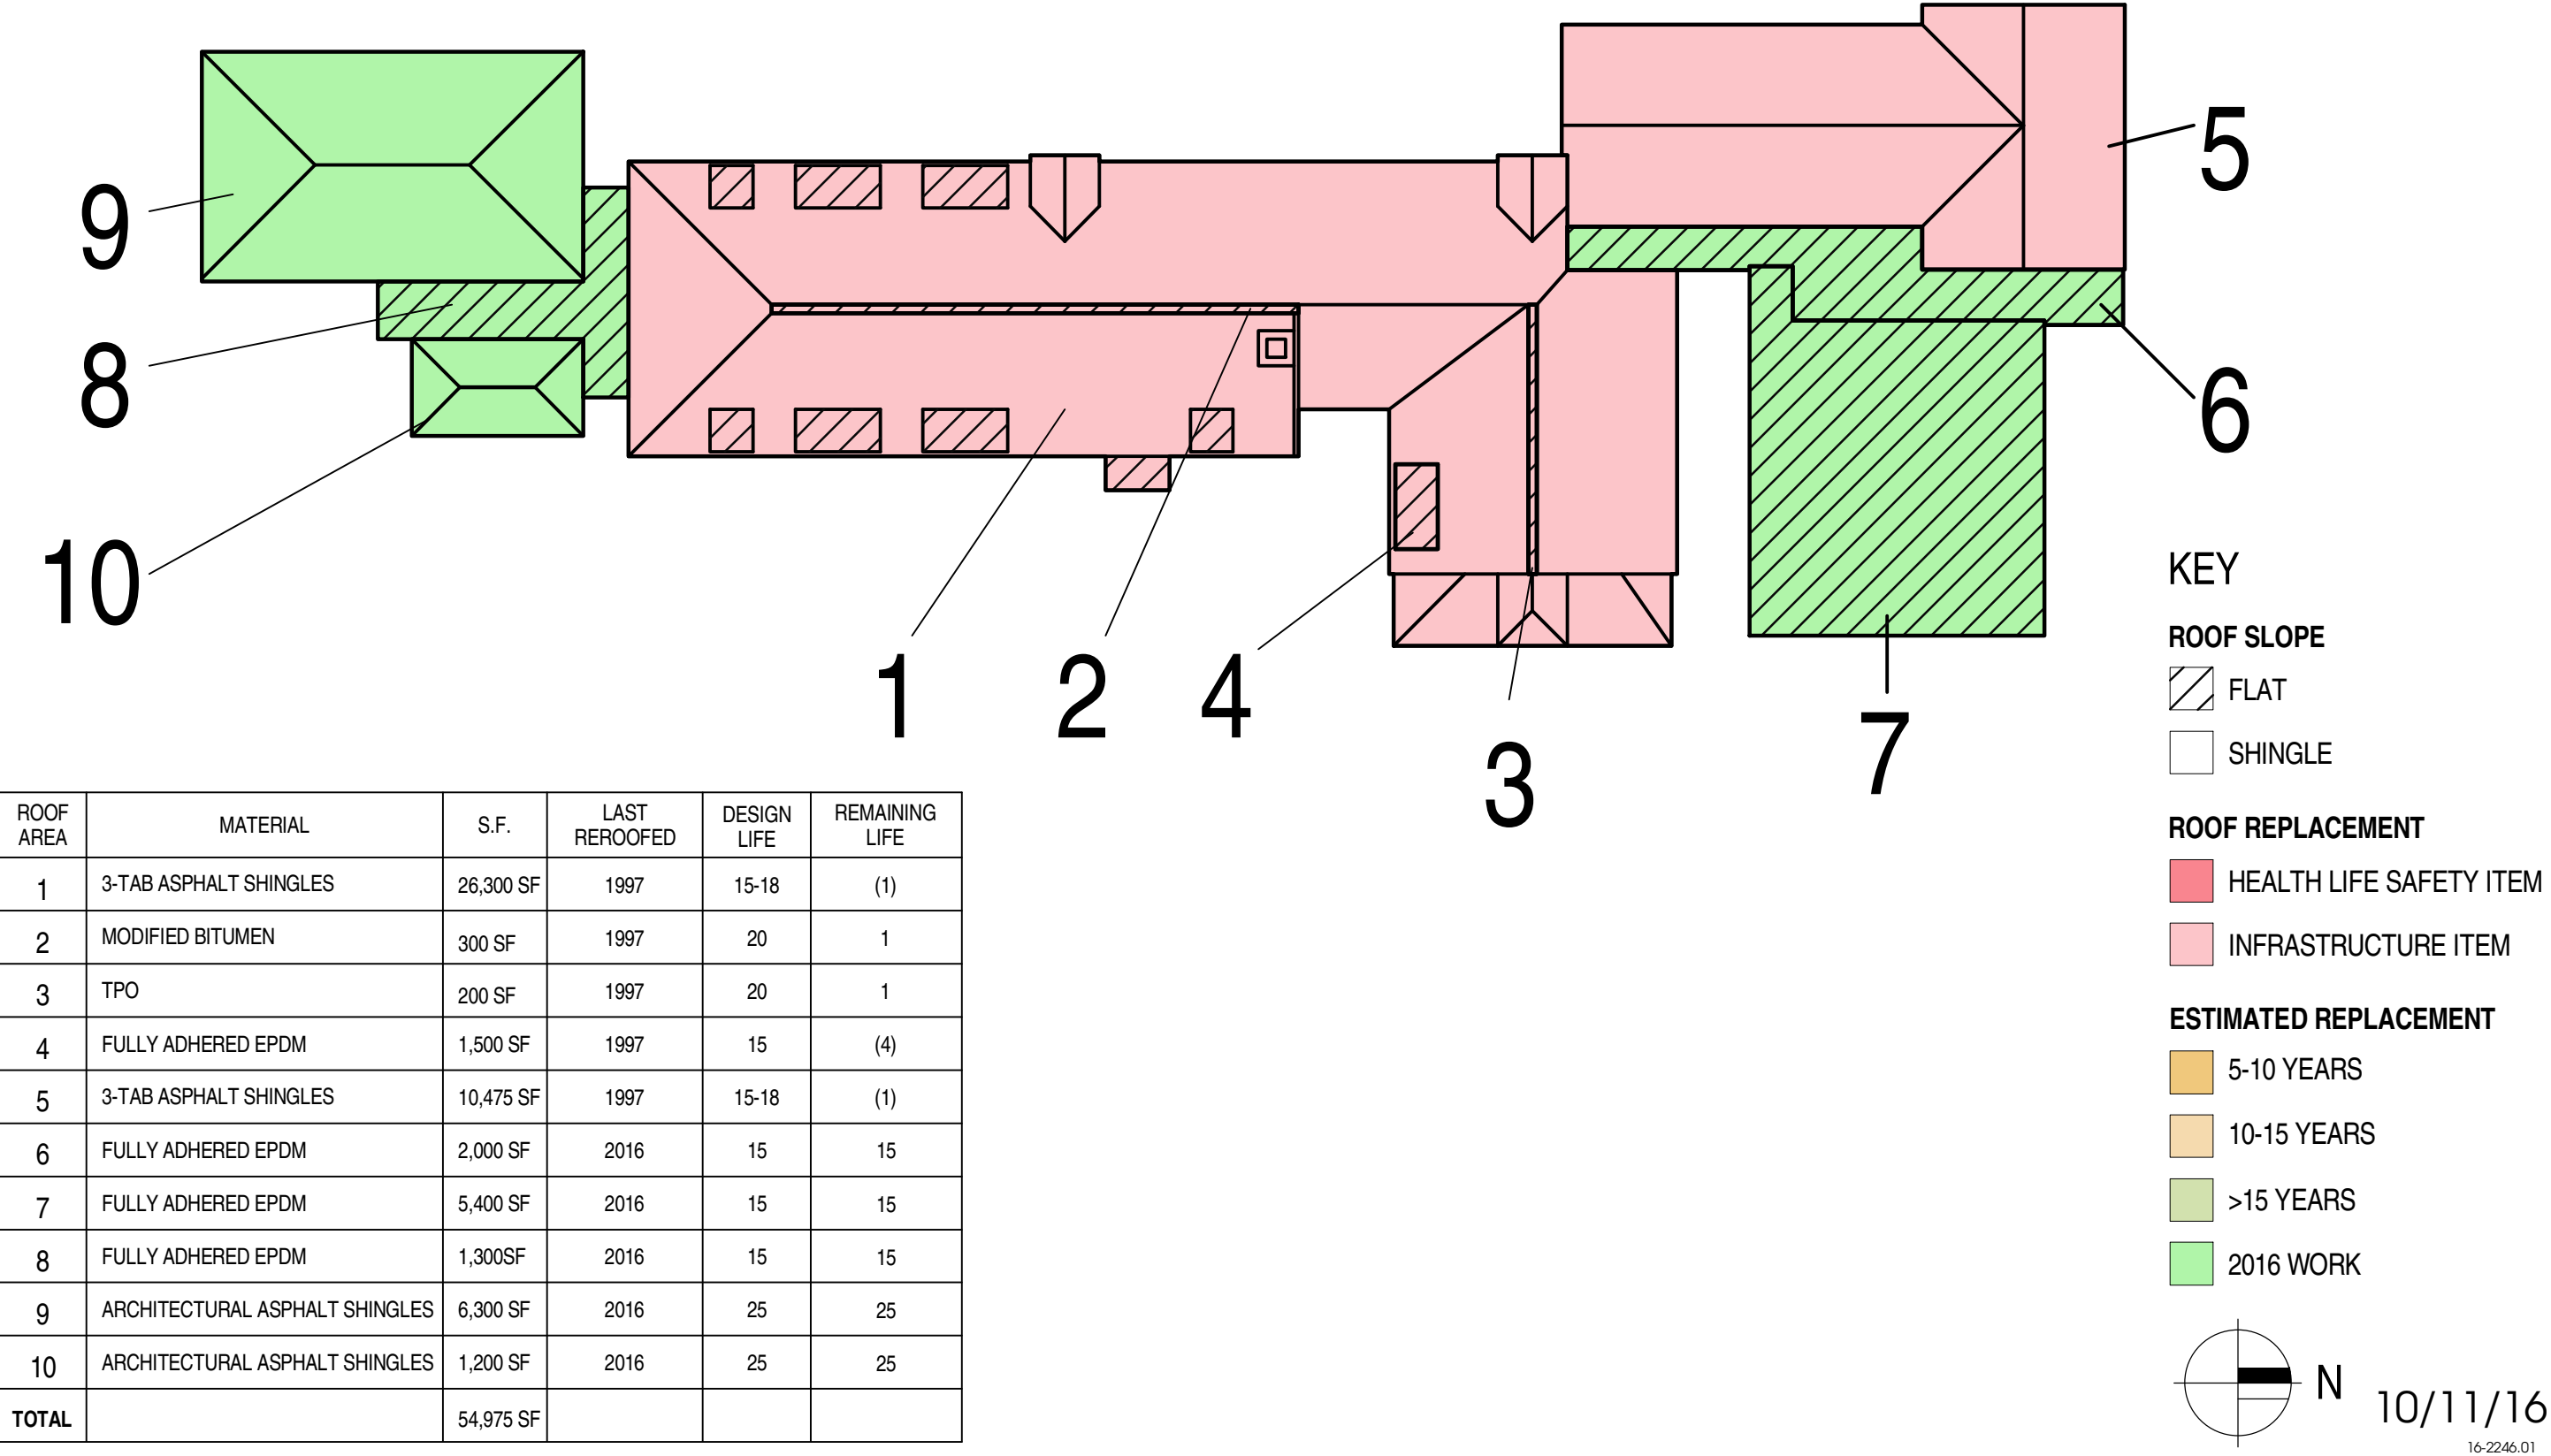 9
8
10
1
2
4
3
7
5
6
KEY
ROOF SLOPE
FLAT
SHINGLE
ROOF REPLACEMENT
HEALTH LIFE SAFETY ITEM
INFRASTRUCTURE ITEM
ESTIMATED REPLACEMENT
5-10 YEARS
10-15 YEARS
>15 YEARS
2016 WORK
N
10/11/16
16-2246.01
ROOF AREA MATERIAL S.F. LAST REROOFED DESIGN LIFE REMAINING LIFE
1 3-TAB ASPHALT SHINGLES 26,300 SF 1997 15-18 (1)
2 MODIFIED BITUMEN 300 SF 1997 20 1
3 TPO 200 SF 1997 20 1
4 FULLY ADHERED EPDM 1,500 SF 1997 15 (4)
5 3-TAB ASPHALT SHINGLES 10,475 SF 1997 15-18 (1)
6 FULLY ADHERED EPDM 2,000 SF 2016 15 15
7 FULLY ADHERED EPDM 5,400 SF 2016 15 15
8 FULLY ADHERED EPDM 1,300SF 2016 15 15
9 ARCHITECTURAL ASPHALT SHINGLES 6,300 SF 2016 25 25
10 ARCHITECTURAL ASPHALT SHINGLES 1,200 SF 2016 25 25
TOTAL 54,975 SF